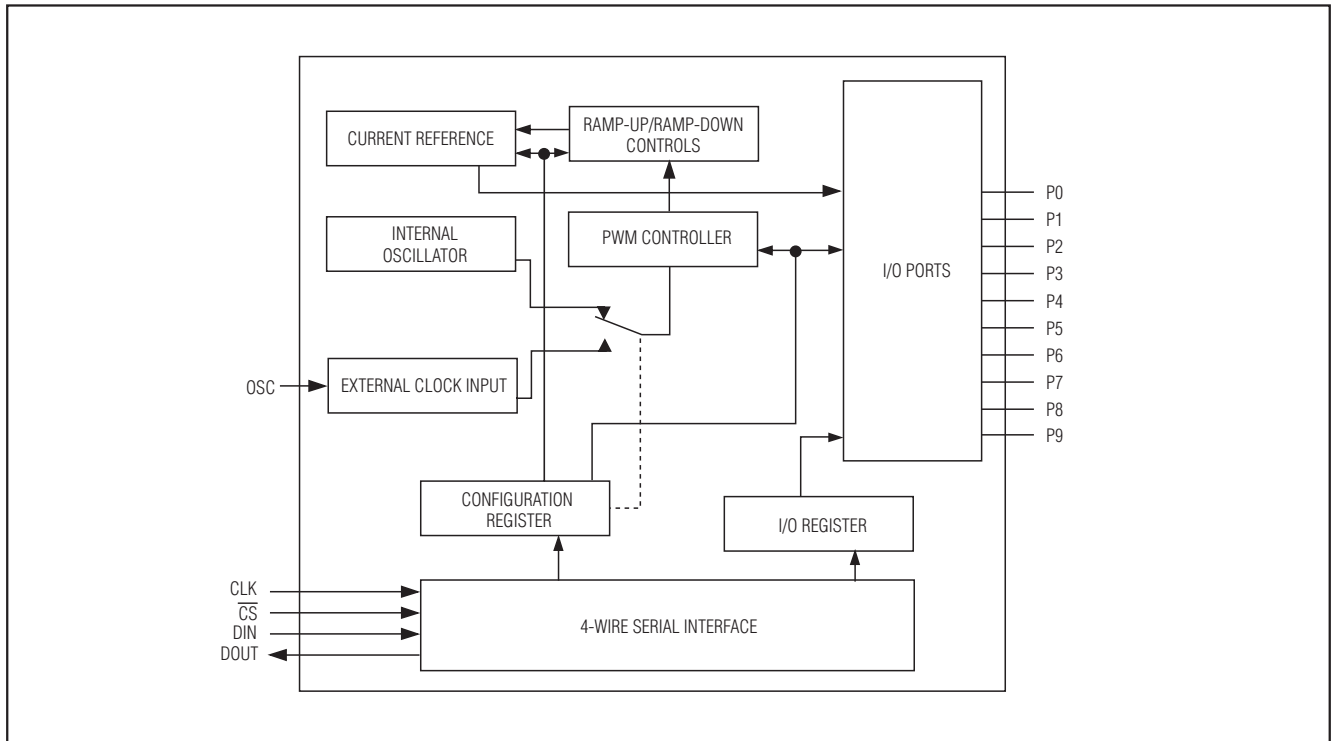 CURRENT REFERENCE
RAMP-UP/RAMP-DOWN
CONTROLS
INTERNAL
OSCILLATOR
PWM CONTROLLER
I/O PORTS
P0
P1
P2
P3
P4
P5
P6
P7
P8
P9
OSC
EXTERNAL CLOCK INPUT
CONFIGURATION
REGISTER
I/O REGISTER
CLK
C̅S̅
DIN
DOUT
4-WIRE SERIAL INTERFACE